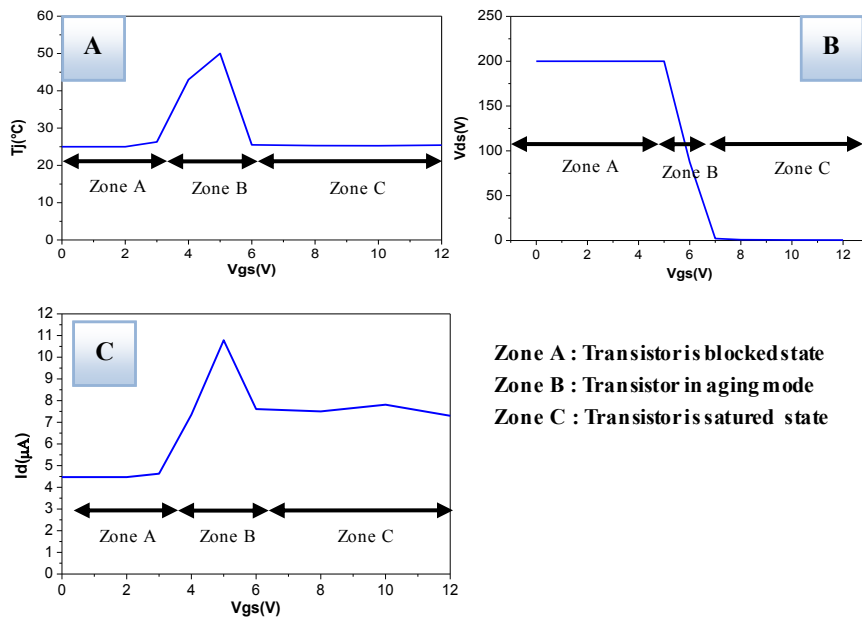 A
60
50
40
30
20
10
0
Tj(°C)
Zone A
Zone B
Zone C
0 2 4 6 8 10 12
Vgs(V)
B
250
200
150
100
50
0
Vds(V)
Zone A
Zone B
Zone C
0 2 4 6 8 10 12
Vgs(V)
C
12
11
10
9
8
7
6
5
4
3
2
1
0
Id(µA)
Zone A
Zone B
Zone C
0 2 4 6 8 10 12
Vgs(V)
Zone A : Transistor is blocked state
Zone B : Transistor in aging mode
Zone C : Transistor is satured state